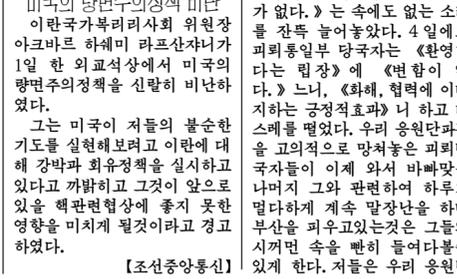 미국의 량면주의정책 비난
이란국가복리리사회 위원장
아크바르 하쉐미 라프산쟈니가
1일 한 외교석상에서 미국의
량면주의정책을 신랄히 비난하
였다.
그는 미국이 저들의 불순한
기도를 실현해보려고 이란에 대
해 강박과 회유정책을 실시하고
있다고 까밝히고 그것이 앞으로
있을 핵관련협상에 좋지 못한
영향을 미치게 될것이라고 경고
하였다.
【조선중앙통신】
가 없다.》는 속에도 없는 소
를 잔뜩 늘어놓았다. 4일에
괴뢰통일부 당국자는 《환영
다는 립장》에 《변함이
다.》느니, 《화해, 협력에 이
지하는 긍정적효과》니 하고
스레를 떨었다. 우리 응원단파
을 고의적으로 망쳐놓은 괴뢰
국자들이 이제 와서 바빠맞
나머지 그와 관련하여 하루
멀다하게 계속 말장난을 하
부산을 피우고있는것은 그들
시꺼먼 속을 빤히 들여다볼
있게 한다. 저들은 우리 응원